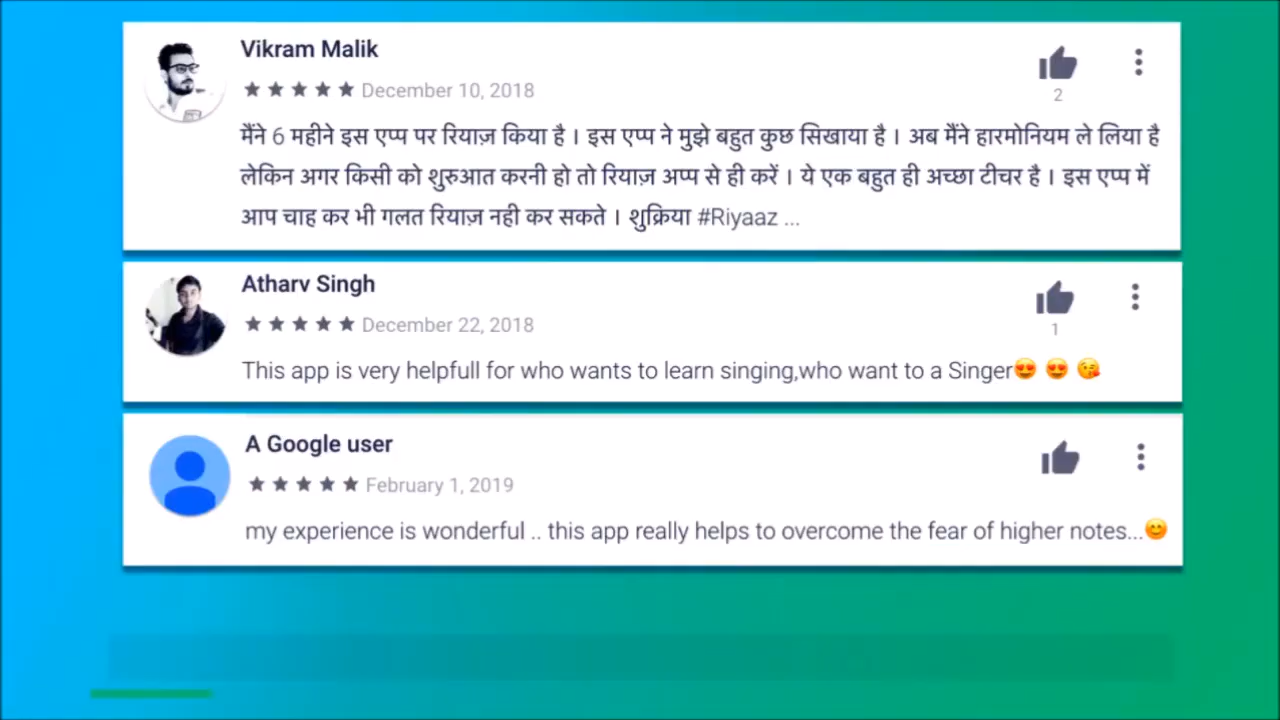 Vikram Malik
★★★★★ December 10, 2018
2
मैंने 6 महीने इस एप्प पर रियाज़ किया है । इस एप्प ने मुझे बहुत कुछ सिखाया है । अब मैंने हारमोनियम ले लिया है
लेकिन अगर किसी को शुरुआत करनी हो तो रियाज़ अप्प से ही करें । ये एक बहुत ही अच्छा टीचर है । इस एप्प में
आप चाह कर भी गलत रियाज़ नही कर सकते । शुक्रिया #Riyaaz ...
Atharv Singh
★★★★★ December 22, 2018
1
This app is very helpfull for who wants to learn singing,who want to a Singer😍 😍 😘
A Google user
★★★★★ February 1, 2019
my experience is wonderful .. this app really helps to overcome the fear of higher notes...😊